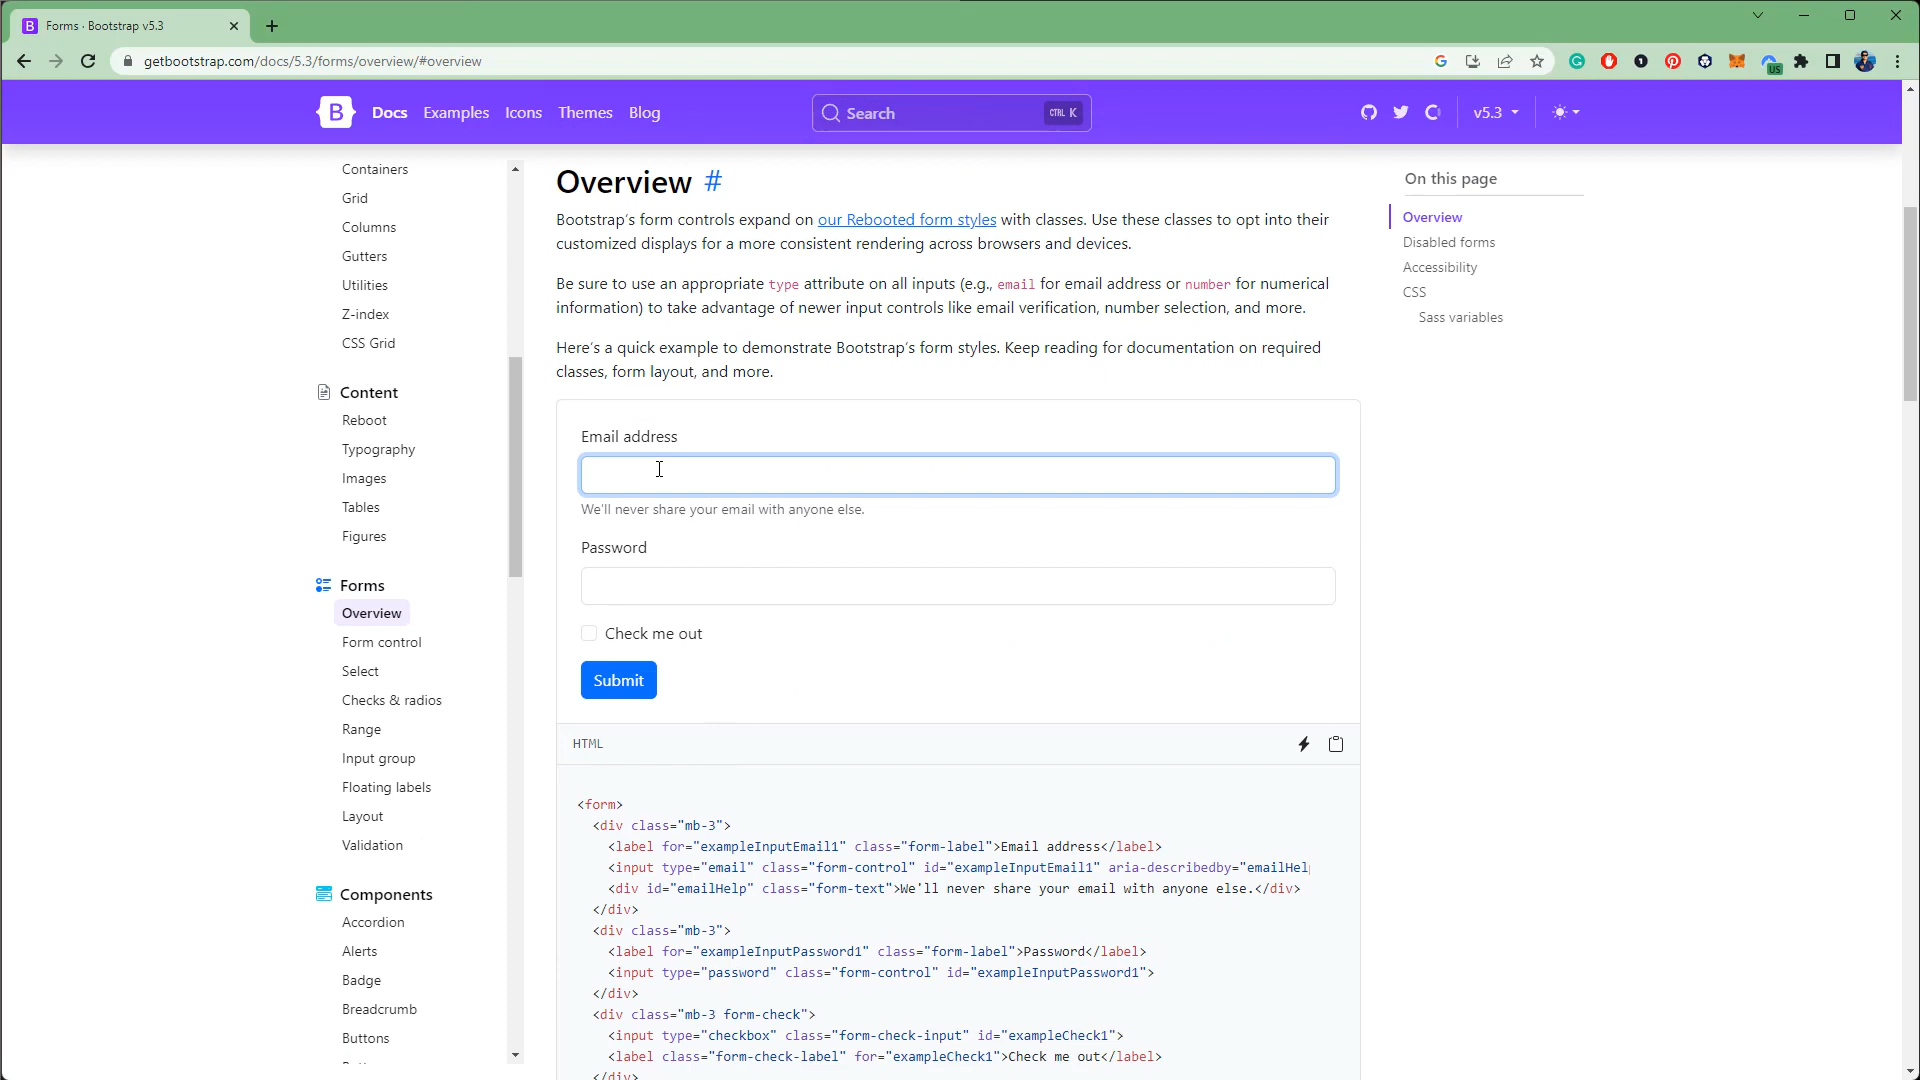 Forms · Bootstrap v5.3
getbootstrap.com/docs/5.3/forms/overview/#overview
US
B Docs Examples Icons Themes Blog
Search CTRL K
v5.3
Containers
Grid
Columns
Gutters
Utilities
Z-index
CSS Grid
Content
Reboot
Typography
Images
Tables
Figures
Forms
Overview
Form control
Select
Checks & radios
Range
Input group
Floating labels
Layout
Validation
Components
Accordion
Alerts
Badge
Breadcrumb
Buttons
Overview #
Bootstrap's form controls expand on our Rebooted form styles with classes. Use these classes to opt into their
customized displays for a more consistent rendering across browsers and devices.
Be sure to use an appropriate type attribute on all inputs (e.g., email for email address or number for numerical
information) to take advantage of newer input controls like email verification, number selection, and more.
Here's a quick example to demonstrate Bootstrap's form styles. Keep reading for documentation on required
classes, form layout, and more.
Email address
We'll never share your email with anyone else.
Password
Check me out
Submit
HTML
<form>
<div class="mb-3">
<label for="exampleInputEmail1" class="form-label">Email address</label>
<input type="email" class="form-control" id="exampleInputEmail1" aria-describedby="emailHel
<div id="emailHelp" class="form-text">We'll never share your email with anyone else.</div>
</div>
<div class="mb-3">
<label for="exampleInputPassword1" class="form-label">Password</label>
<input type="password" class="form-control" id="exampleInputPassword1">
</div>
<div class="mb-3 form-check">
<input type="checkbox" class="form-check-input" id="exampleCheck1">
<label class="form-check-label" for="exampleCheck1">Check me out</label>
</div>
On this page
Overview
Disabled forms
Accessibility
CSS
Sass variables